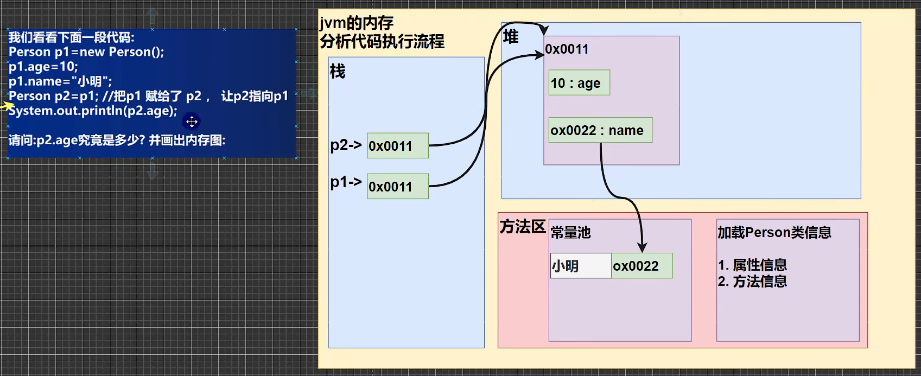 我们看看下面一段代码:
Person p1=new Person();
p1.age=10;
p1.name="小明";
Person p2=p1; //把p1 赋给了 p2 ， 让p2指向p1
System.out.println(p2.age);
请问:p2.age究竟是多少? 并画出内存图:
jvm的内存
分析代码执行流程
栈
p2->
0x0011
p1->
0x0011
堆
0x0011
10 : age
ox0022 : name
方法区
常量池
小明
ox0022
加载Person类信息
1. 属性信息
2. 方法信息